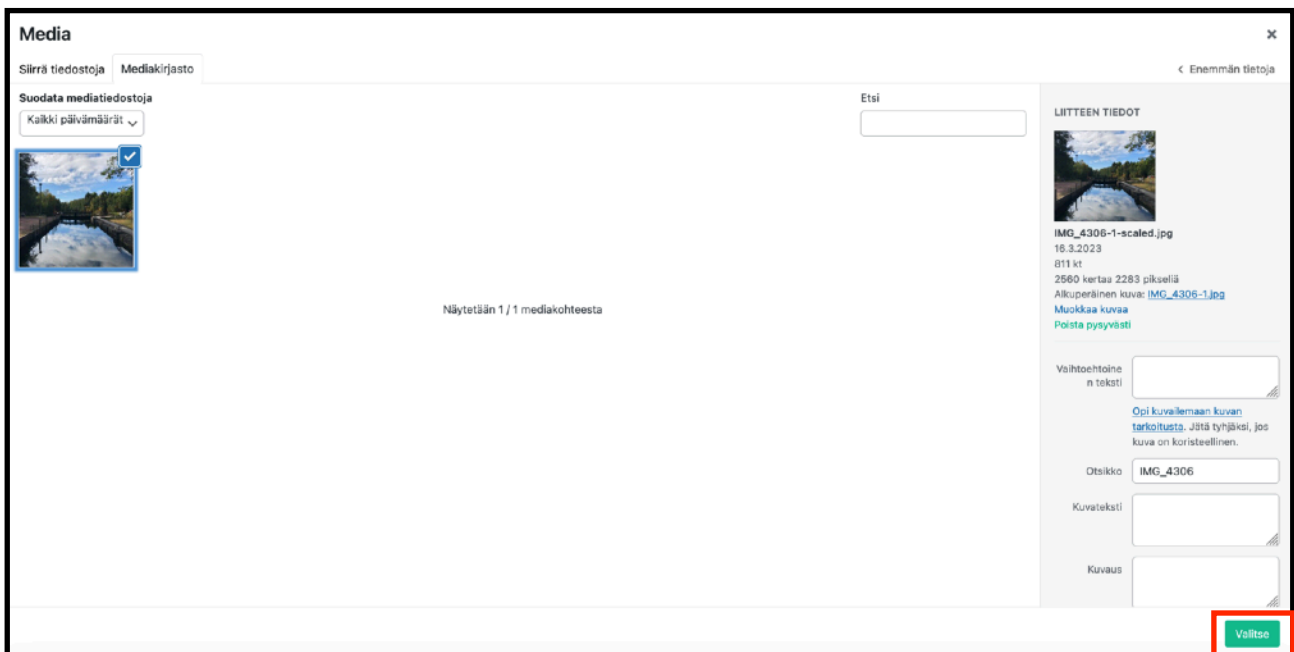 Media
×
Siirrä tiedostoja
Mediakirjasto
< Enemmän tietoja
Suodata mediatiedostoja
Kaikki päivämäärät
Etsi
Näytetään 1 / 1 mediakohteesta
LIITTEEN TIEDOT
IMG_4306-1-scaled.jpg
16.3.2023
811 kt
2560 kertaa 2283 pikseliä
Alkuperäinen kuva: IMG_4306-1.jpg
Muokkaa kuvaa
Poista pysyvästi
Vaihtoehtoine
n teksti
Opi kuvailemaan kuvan
tarkoitusta. Jätä tyhjäksi, jos
kuva on koristeellinen.
Otsikko
IMG_4306
Kuvateksti
Kuvaus
Valitse